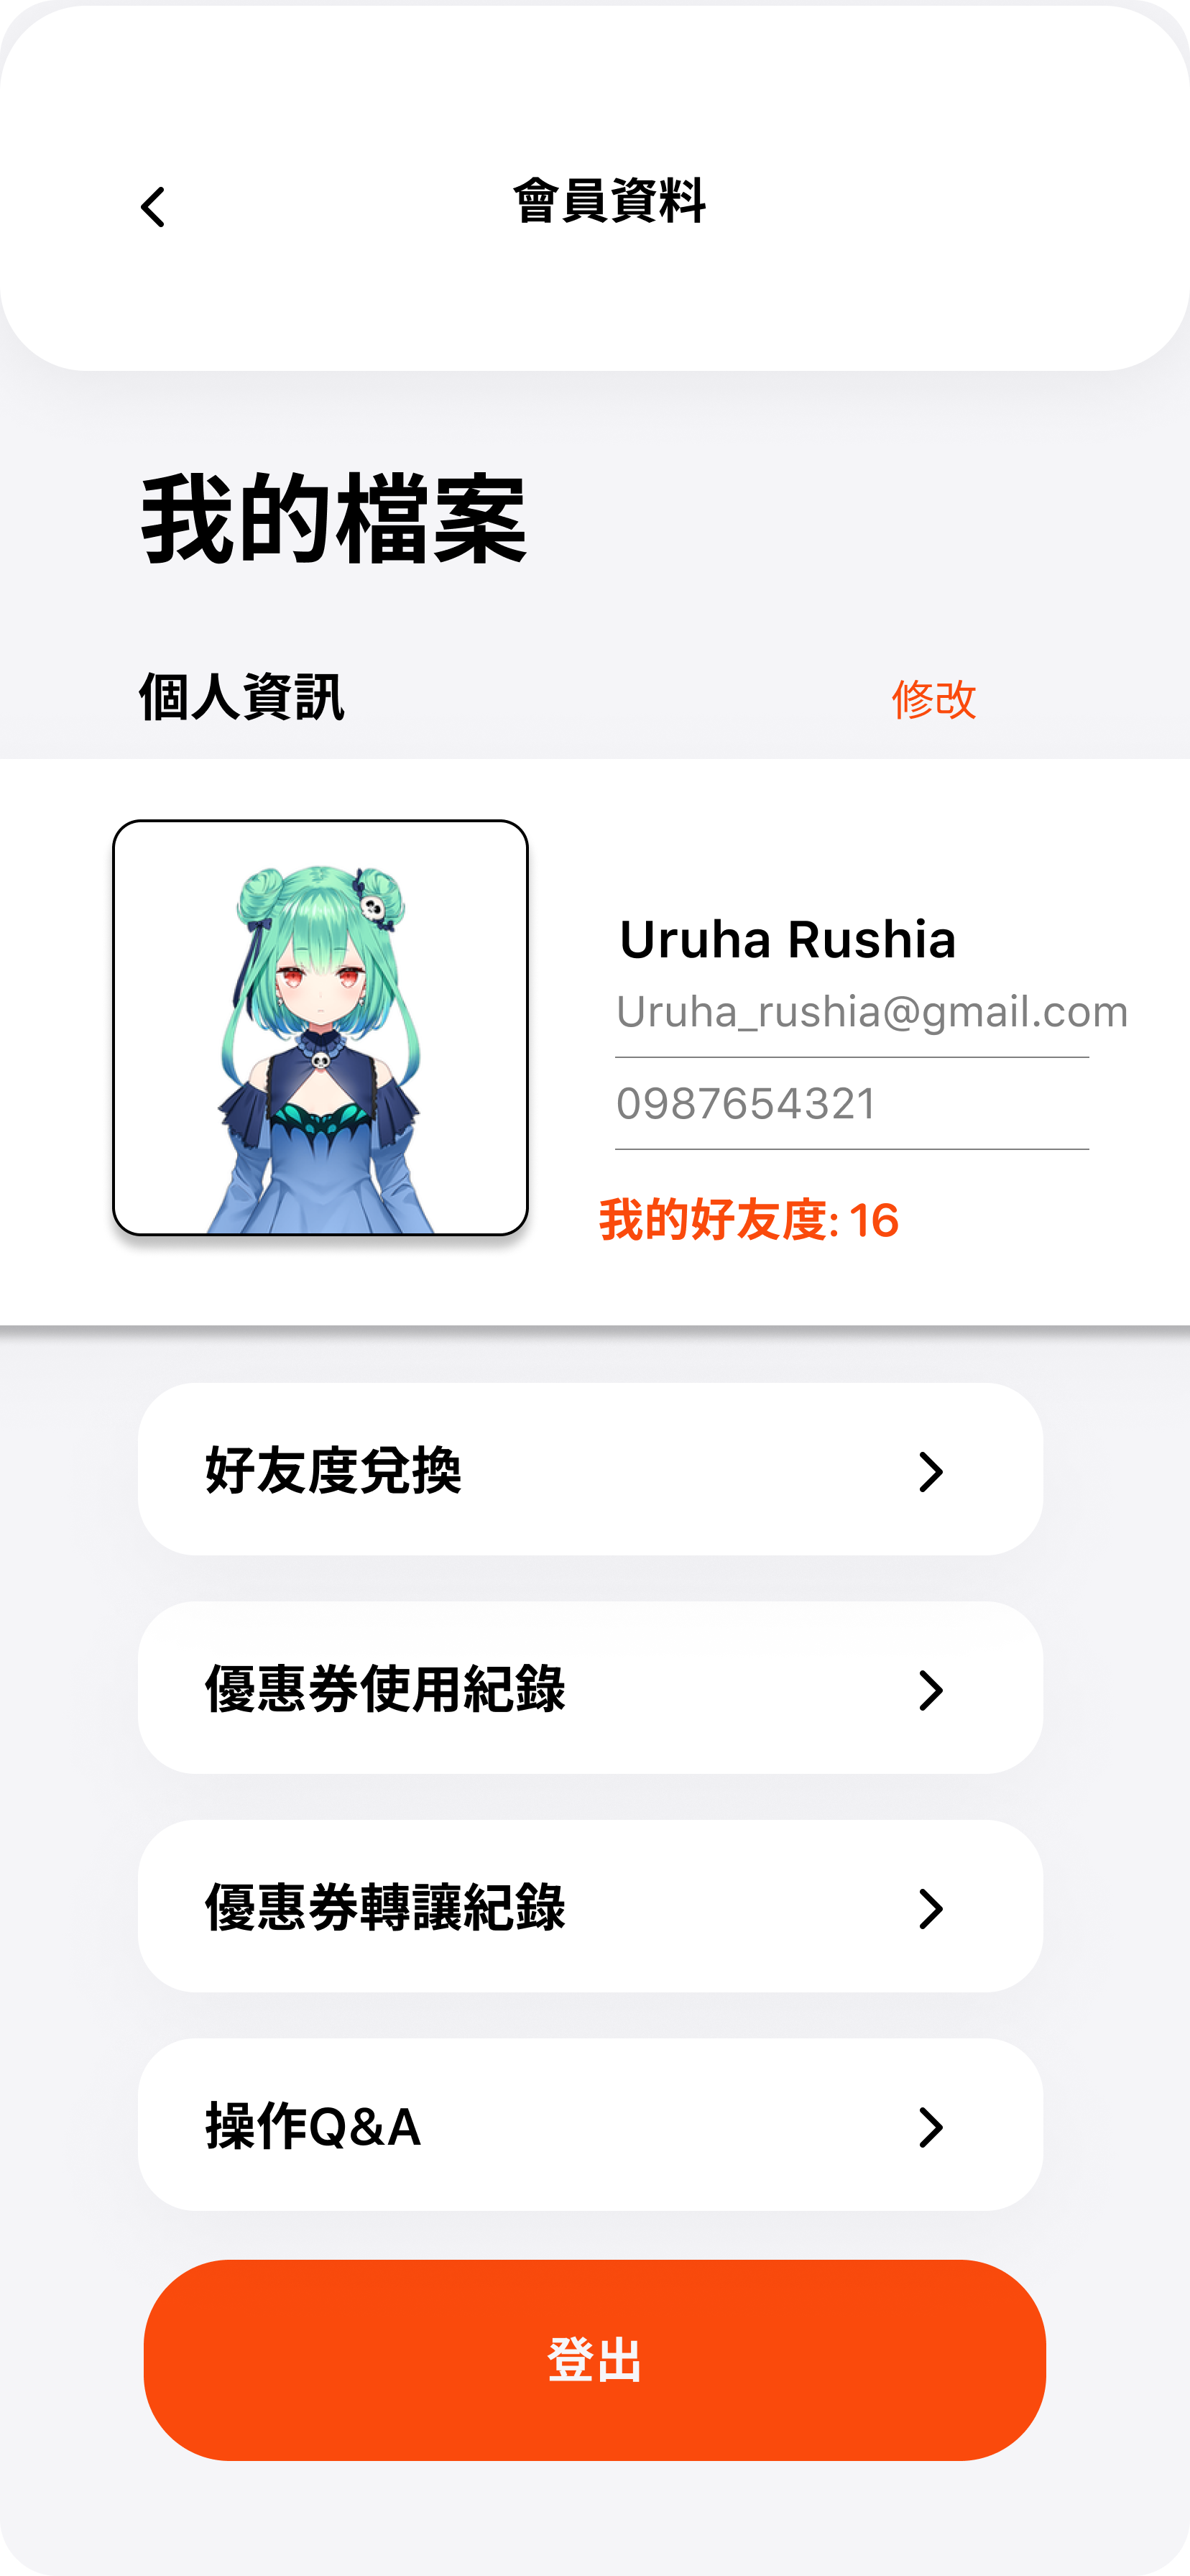 會員資料
我的檔案
個人資訊
修改
Uruha Rushia
Uruha_rushia@gmail.com
0987654321
我的好友度: 16
好友度兌換
優惠券使用紀錄
優惠券轉讓紀錄
操作Q&A
登出